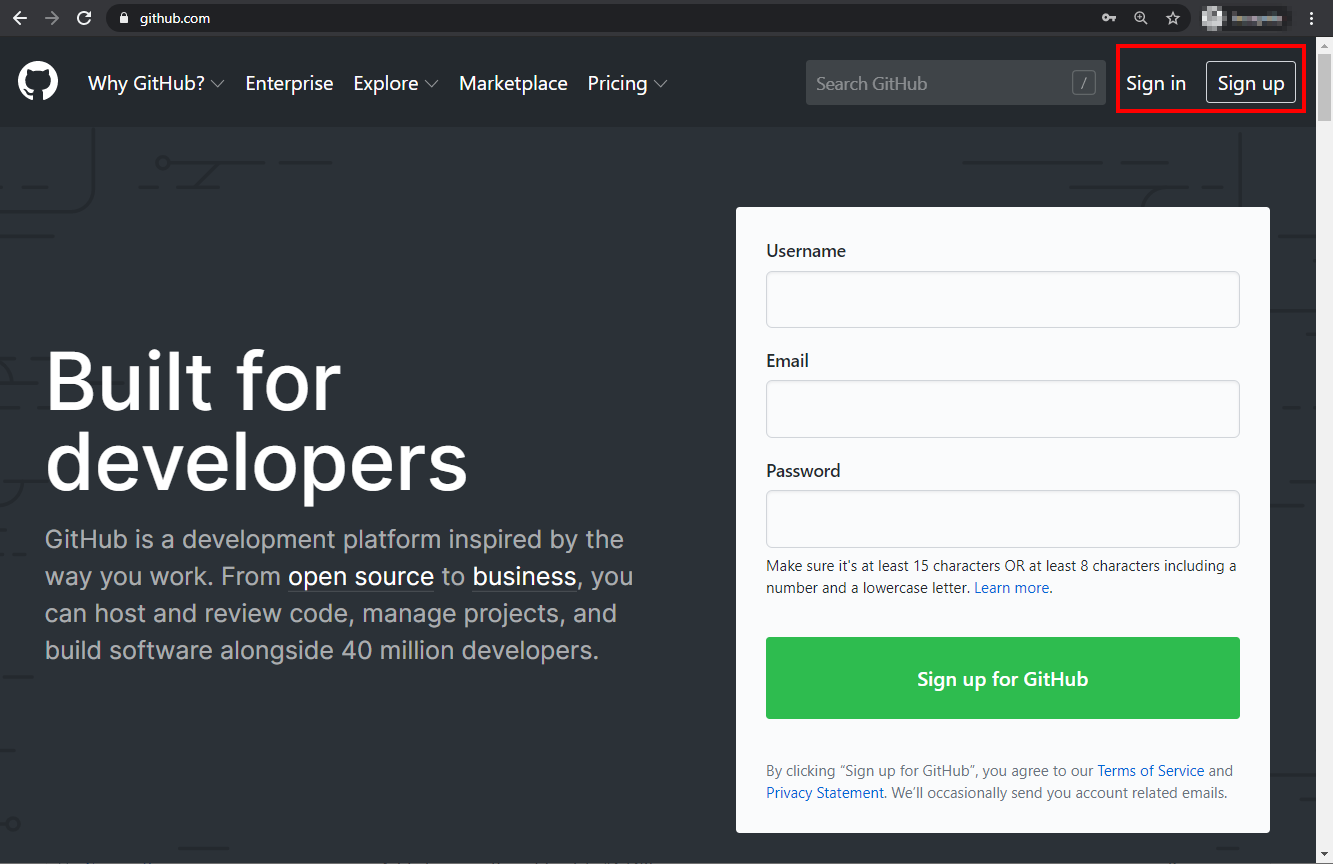 github.com
Why GitHub? Enterprise Explore Marketplace Pricing Search GitHub / Sign in Sign up
Username
Email
Built for
developers
Password
GitHub is a development platform inspired by the
way you work. From open source to business, you
can host and review code, manage projects, and
build software alongside 40 million developers.
Make sure it's at least 15 characters OR at least 8 characters including a
number and a lowercase letter. Learn more.
Sign up for GitHub
By clicking “Sign up for GitHub”, you agree to our Terms of Service and
Privacy Statement. We’ll occasionally send you account related emails.